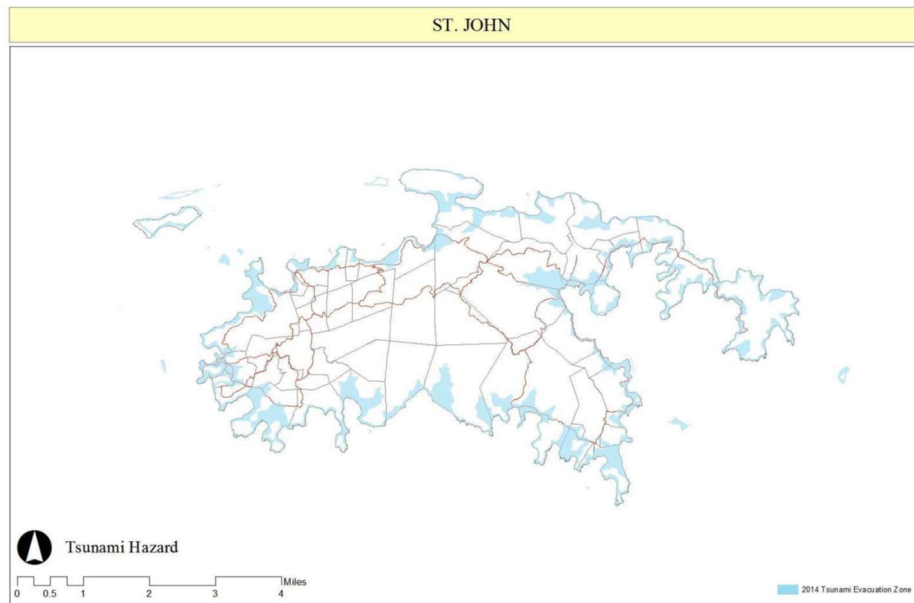 ST. JOHN
Tsunami Hazard
Miles
0 0.5 1 2 3 4
2014 Tsunami Evacuation Zone